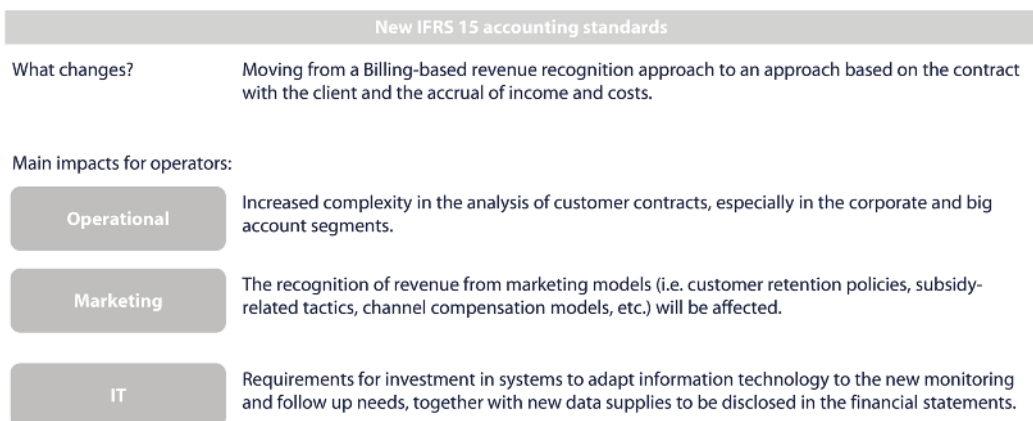 New IFRS 15 accounting standards
What changes?
Moving from a Billing-based revenue recognition approach to an approach based on the contract
with the client and the accrual of income and costs.
Main impacts for operators:
Operational
Increased complexity in the analysis of customer contracts, especially in the corporate and big
account segments.
Marketing
The recognition of revenue from marketing models (i.e. customer retention policies, subsidy-
related tactics, channel compensation models, etc.) will be affected.
IT
Requirements for investment in systems to adapt information technology to the new monitoring
and follow up needs, together with new data supplies to be disclosed in the financial statements.